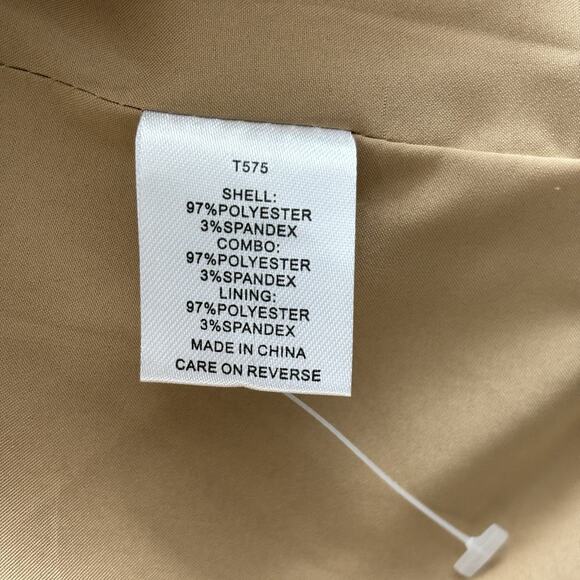 T575
SHELL:
97%POLYESTER
3%SPANDEX
COMBO:
97%POLYESTER
3%SPANDEX
LINING:
97%POLYESTER
3%SPANDEX
MADE IN CHINA
CARE ON REVERSE